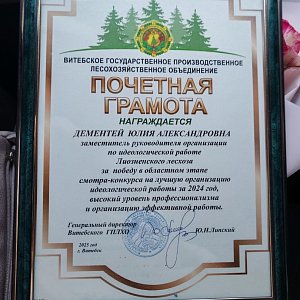 ВИТЕБСКОЕ ГОСУДАРСТВЕННОЕ ПРОИЗВОДСТВЕННОЕ
ЛЕСОХОЗЯЙСТВЕННОЕ ОБЪЕДИНЕНИЕ
ПОЧЕТНАЯ
ГРАМОТА
НАГРАЖДАЕТСЯ
ДЕМЕНТЕЙ ЮЛИЯ АЛЕКСАНДРОВНА
заместитель руководителя организации
по идеологической работе
Лиозненского лесхоза
за победу в областном этапе
смотра-конкурса на лучшую организацию
идеологической работы за 2024 год,
высокий уровень профессионализма
и организацию эффективной работы.
Генеральный директор
Витебского ГПЛХО Ю.Н.Липский
2025 год
г. Витебск